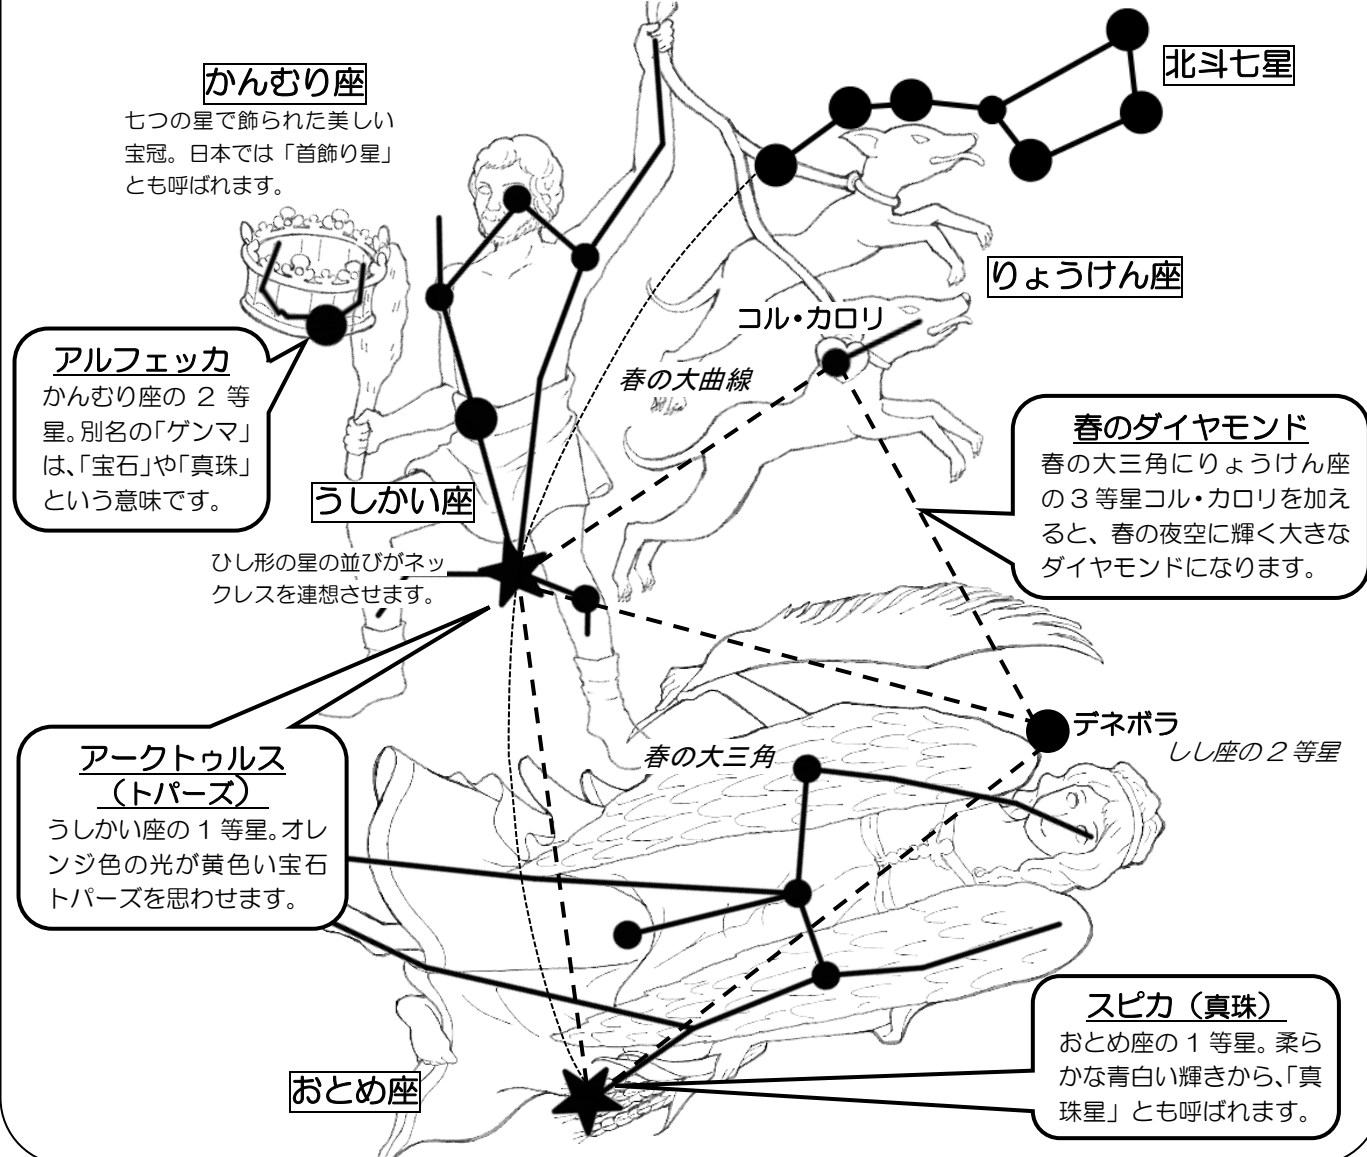 北斗七星
かんむり座
七つの星で飾られた美しい
宝冠。日本では「首飾り星」
とも呼ばれます。
りょうけん座
コル・カロリ
春の大曲線
アルフェッカ
かんむり座の 2 等
星。別名の「ゲンマ」
は、「宝石」や「真珠」
という意味です。
春のダイヤモンド
春の大三角にりょうけん座
の 3 等星コル・カロリを加え
ると、春の夜空に輝く大きな
ダイヤモンドになります。
うしかい座
ひし形の星の並びがネッ
クレスを連想させます。
デネボラ
しし座の 2 等星
春の大三角
アークトゥルス
（トパーズ）
うしかい座の 1 等星。オレ
ンジ色の光が黄色い宝石
トパーズを思わせます。
スピカ（真珠）
おとめ座の 1 等星。柔ら
かな青白い輝きから、「真
珠星」とも呼ばれます。
おとめ座